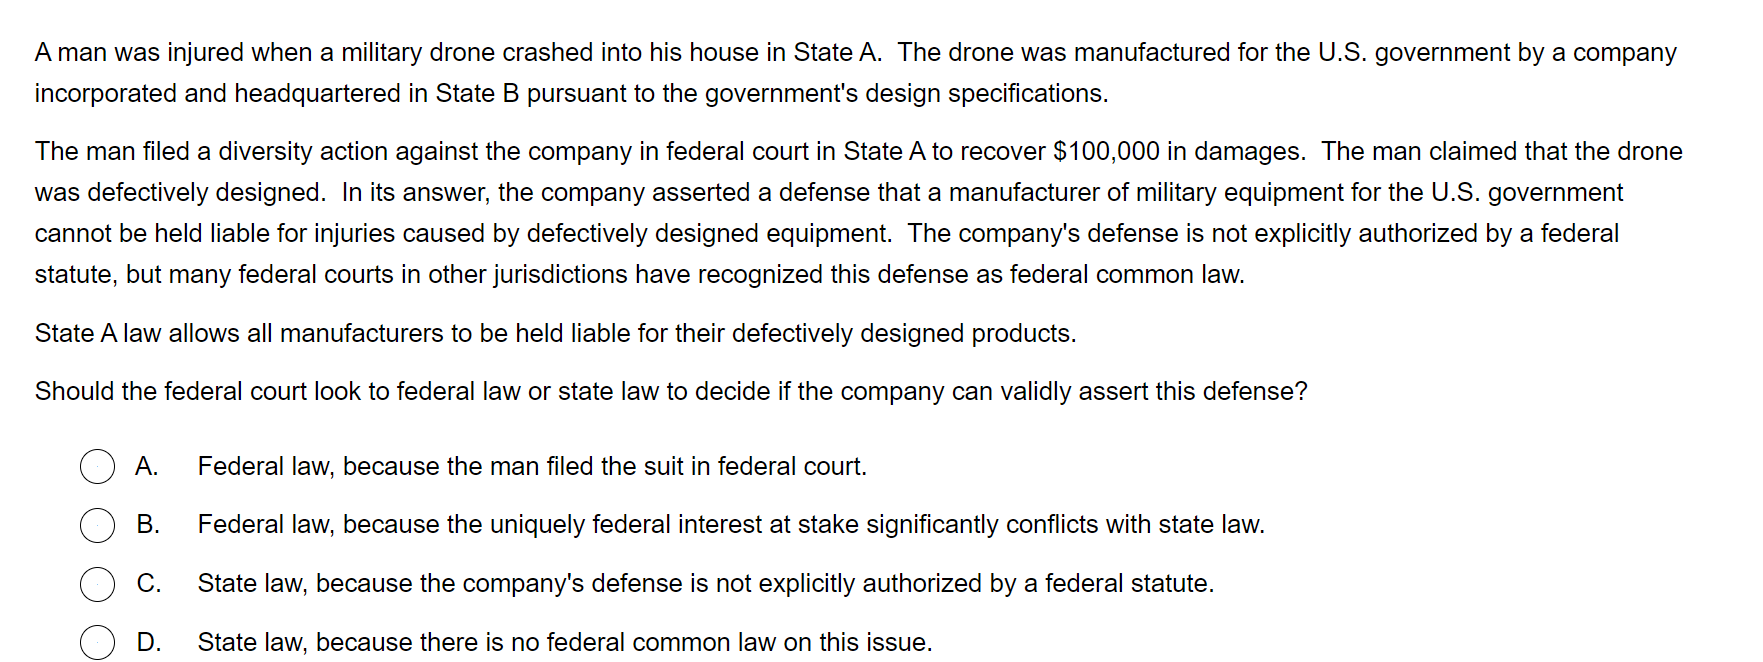 A man was injured when a military drone crashed into his house in State A.  The drone was manufactured for the U.S. government by a company
incorporated and headquartered in State B pursuant to the government's design specifications.
The man filed a diversity action against the company in federal court in State A to recover $100,000 in damages.  The man claimed that the drone
was defectively designed.  In its answer, the company asserted a defense that a manufacturer of military equipment for the U.S. government
cannot be held liable for injuries caused by defectively designed equipment.  The company's defense is not explicitly authorized by a federal
statute, but many federal courts in other jurisdictions have recognized this defense as federal common law.
State A law allows all manufacturers to be held liable for their defectively designed products.
Should the federal court look to federal law or state law to decide if the company can validly assert this defense?
A. Federal law, because the man filed the suit in federal court.
B. Federal law, because the uniquely federal interest at stake significantly conflicts with state law.
C. State law, because the company's defense is not explicitly authorized by a federal statute.
D. State law, because there is no federal common law on this issue.